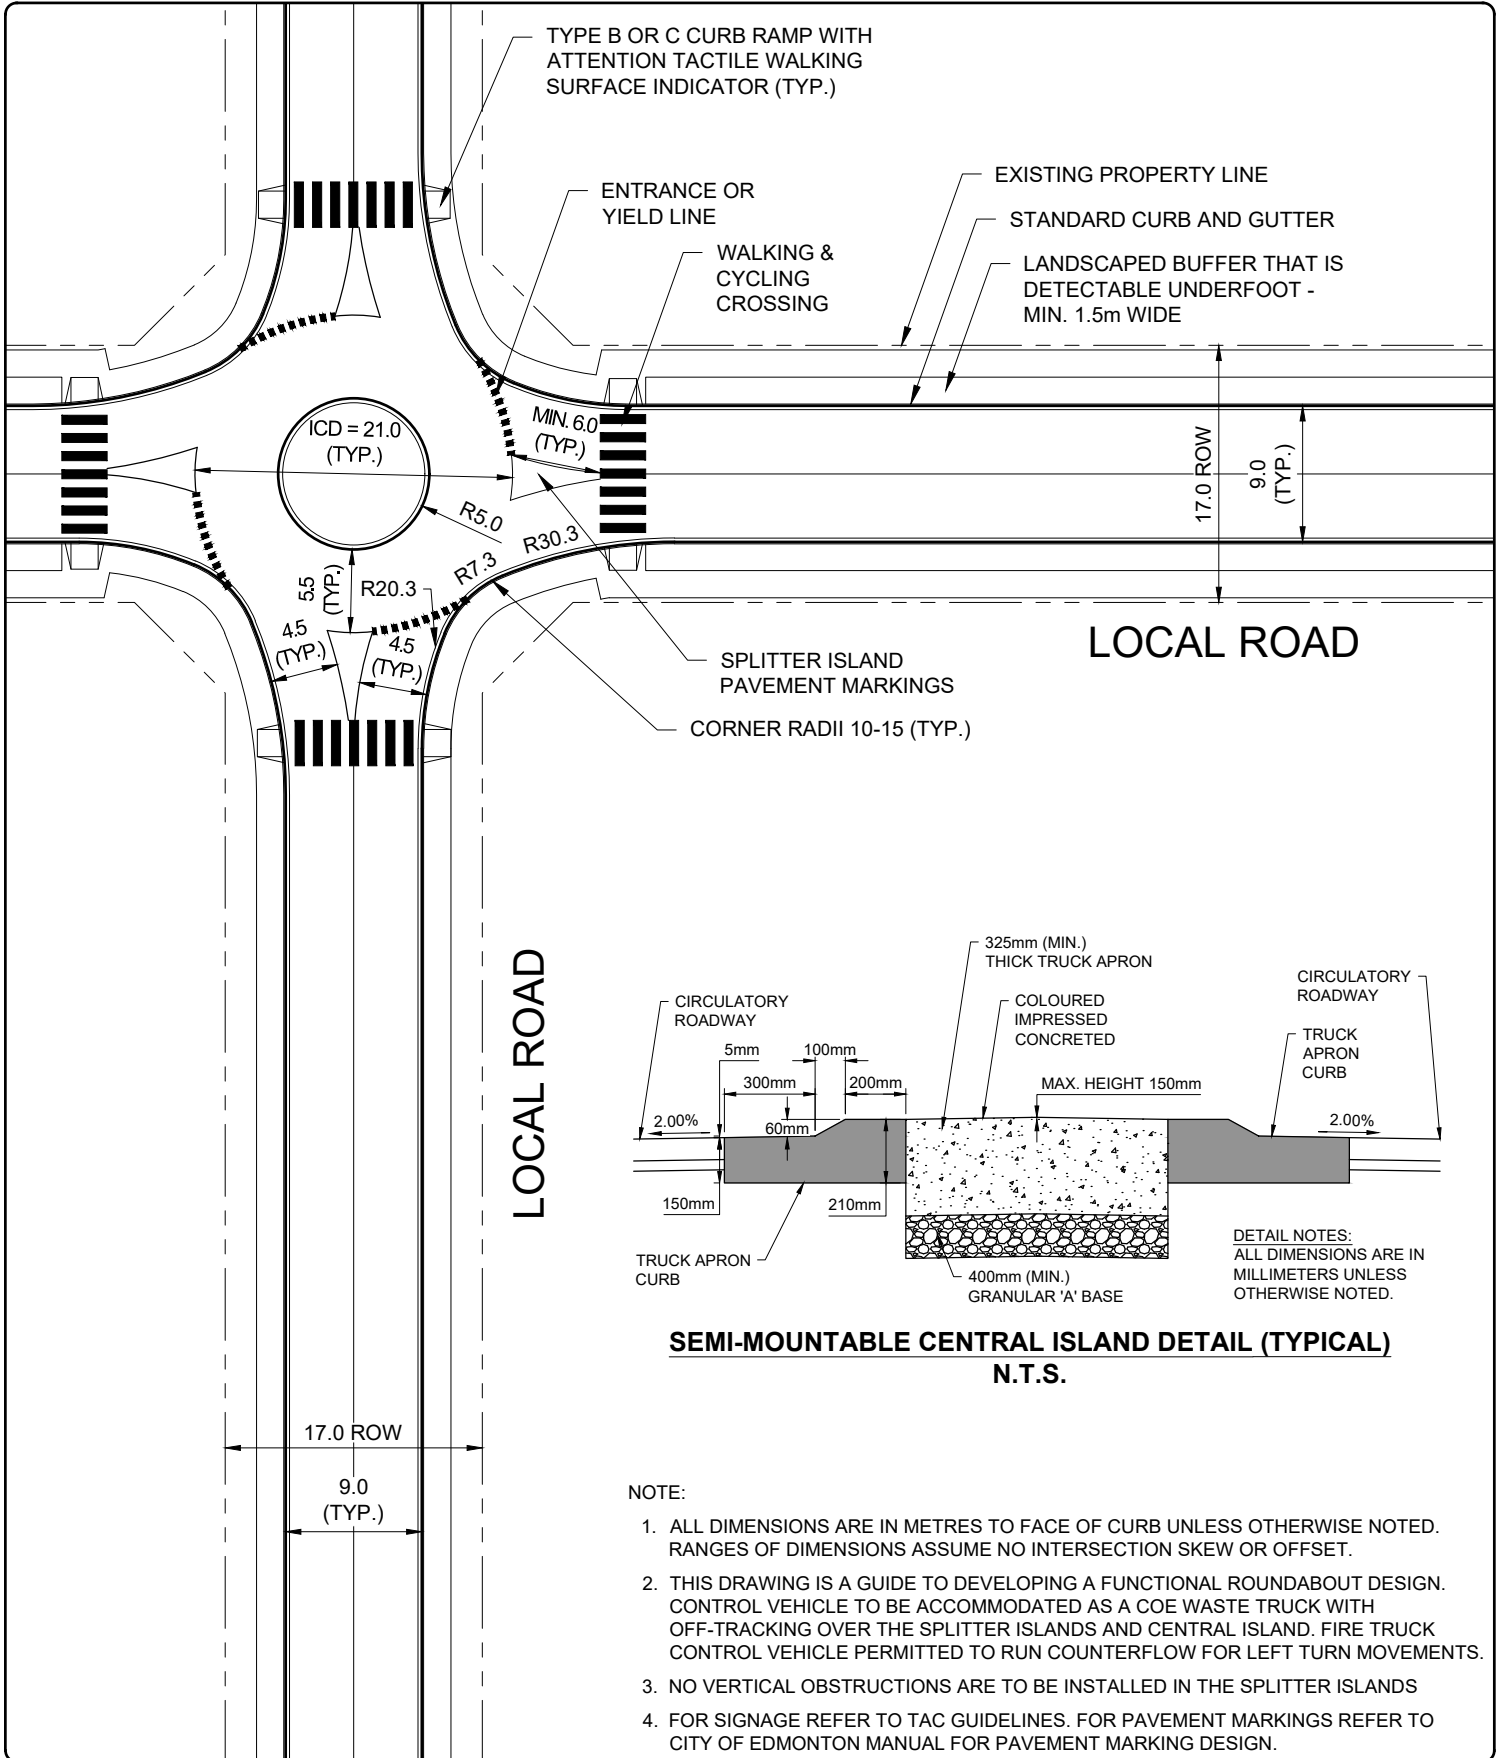 TYPE B OR C CURB RAMP WITH
ATTENTION TACTILE WALKING
SURFACE INDICATOR (TYP.)
ENTRANCE OR
YIELD LINE
WALKING &
CYCLING
CROSSING
EXISTING PROPERTY LINE
STANDARD CURB AND GUTTER
LANDSCAPED BUFFER THAT IS
DETECTABLE UNDERFOOT -
MIN. 1.5m WIDE
ICD = 21.0
(TYP.)
MIN. 6.0
(TYP.)
17.0 ROW
9.0
(TYP.)
R5.0
R30.3
R7.3
R20.3
5.5
(TYP.)
4.5
(TYP.)
4.5
(TYP.)
LOCAL ROAD
SPLITTER ISLAND
PAVEMENT MARKINGS
CORNER RADII 10-15 (TYP.)
LOCAL ROAD
325mm (MIN.)
THICK TRUCK APRON
CIRCULATORY
ROADWAY
COLOURED
IMPRESSED
CONCRETED
CIRCULATORY
ROADWAY
TRUCK
APRON
CURB
5mm
100mm
300mm
200mm
MAX. HEIGHT 150mm
2.00%
60mm
2.00%
150mm
210mm
TRUCK APRON
CURB
400mm (MIN.)
GRANULAR 'A' BASE
DETAIL NOTES:
ALL DIMENSIONS ARE IN
MILLIMETERS UNLESS
OTHERWISE NOTED.
SEMI-MOUNTABLE CENTRAL ISLAND DETAIL (TYPICAL)
N.T.S.
17.0 ROW
9.0
(TYP.)
NOTE:
1. ALL DIMENSIONS ARE IN METRES TO FACE OF CURB UNLESS OTHERWISE NOTED.
RANGES OF DIMENSIONS ASSUME NO INTERSECTION SKEW OR OFFSET.
2. THIS DRAWING IS A GUIDE TO DEVELOPING A FUNCTIONAL ROUNDABOUT DESIGN.
CONTROL VEHICLE TO BE ACCOMMODATED AS A COE WASTE TRUCK WITH
OFF-TRACKING OVER THE SPLITTER ISLANDS AND CENTRAL ISLAND. FIRE TRUCK
CONTROL VEHICLE PERMITTED TO RUN COUNTERFLOW FOR LEFT TURN MOVEMENTS.
3. NO VERTICAL OBSTRUCTIONS ARE TO BE INSTALLED IN THE SPLITTER ISLANDS
4. FOR SIGNAGE REFER TO TAC GUIDELINES. FOR PAVEMENT MARKINGS REFER TO
CITY OF EDMONTON MANUAL FOR PAVEMENT MARKING DESIGN.